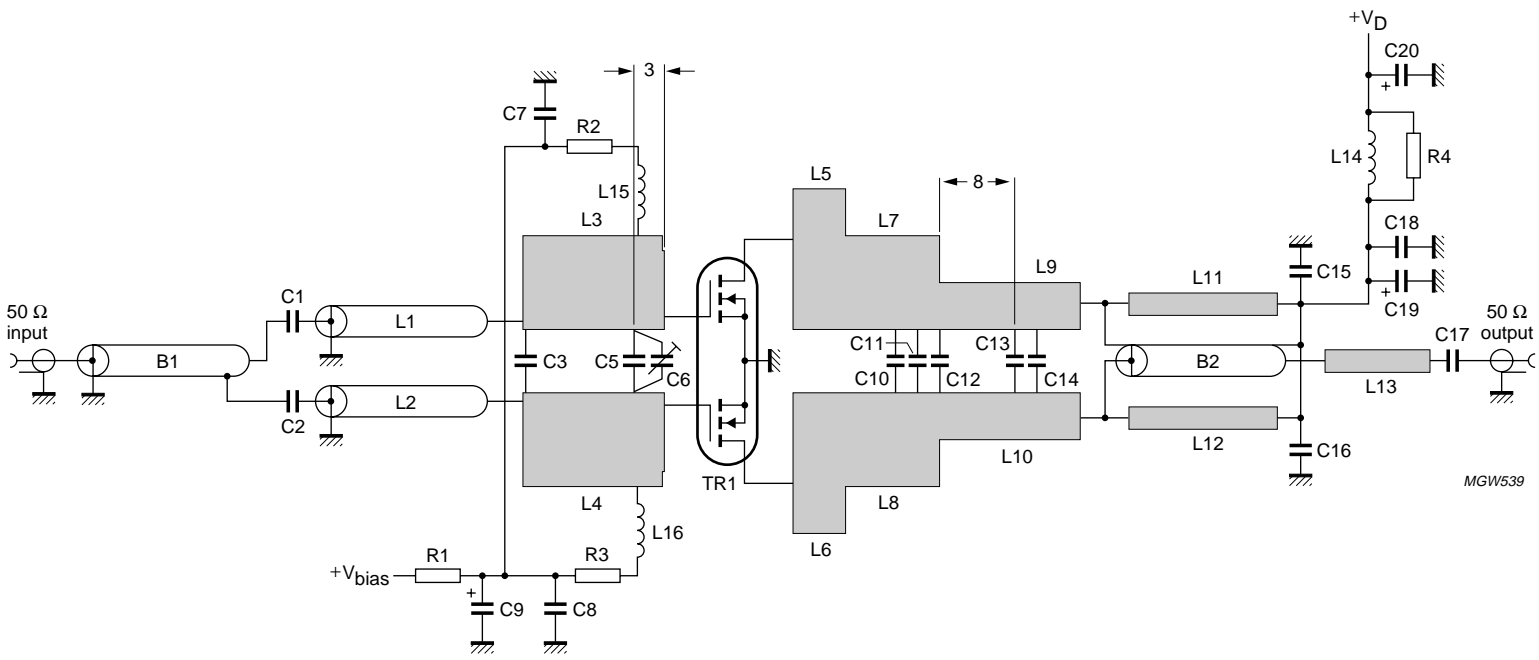 +VD
C20
+
3
C7
R2
L14
R4
L5
8
L15
L3
L7
C18
L9
C15
L11
50 Ω
input
C1
L1
+
C19
50 Ω
output
C17
B1
C3
C5
C6
C11
C10
C12
C13
C14
B2
L13
C2
L2
L12
L10
C16
TR1
L4
L8
MGW539
L16
L6
R1
R3
+Vbias
+
C9
C8